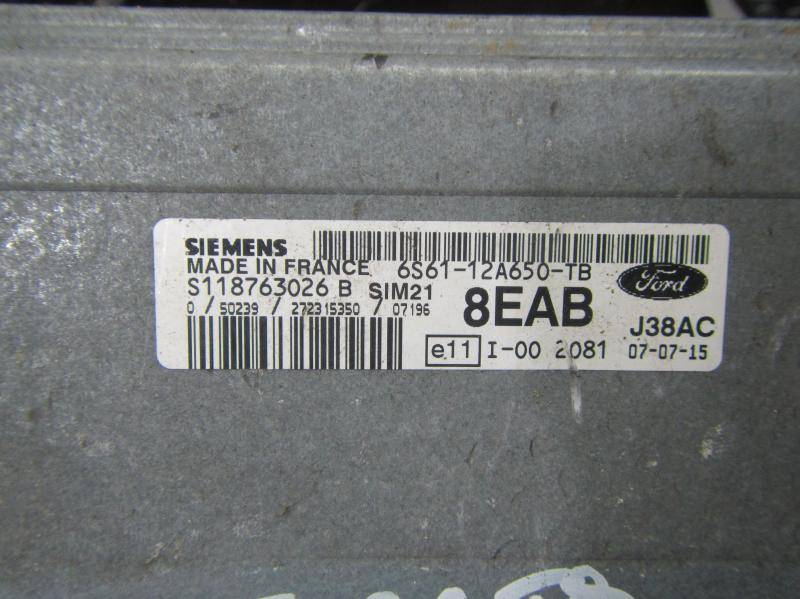 SIEMENS
MADE IN FRANCE 6S61-12A650-TB
S118763026 B SIM21 8EAB Ford
0 / 50239 / 272315350 / 07196 J38AC
e11 I-00 2081 07-07-15